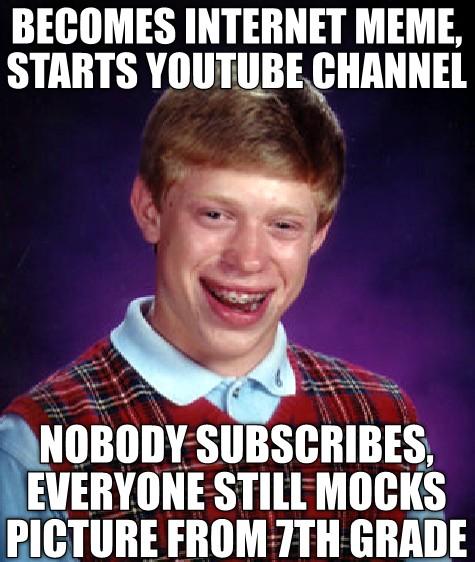 BECOMES INTERNET MEME,
STARTS YOUTUBE CHANNEL
NOBODY SUBSCRIBES,
EVERYONE STILL MOCKS
PICTURE FROM 7TH GRADE